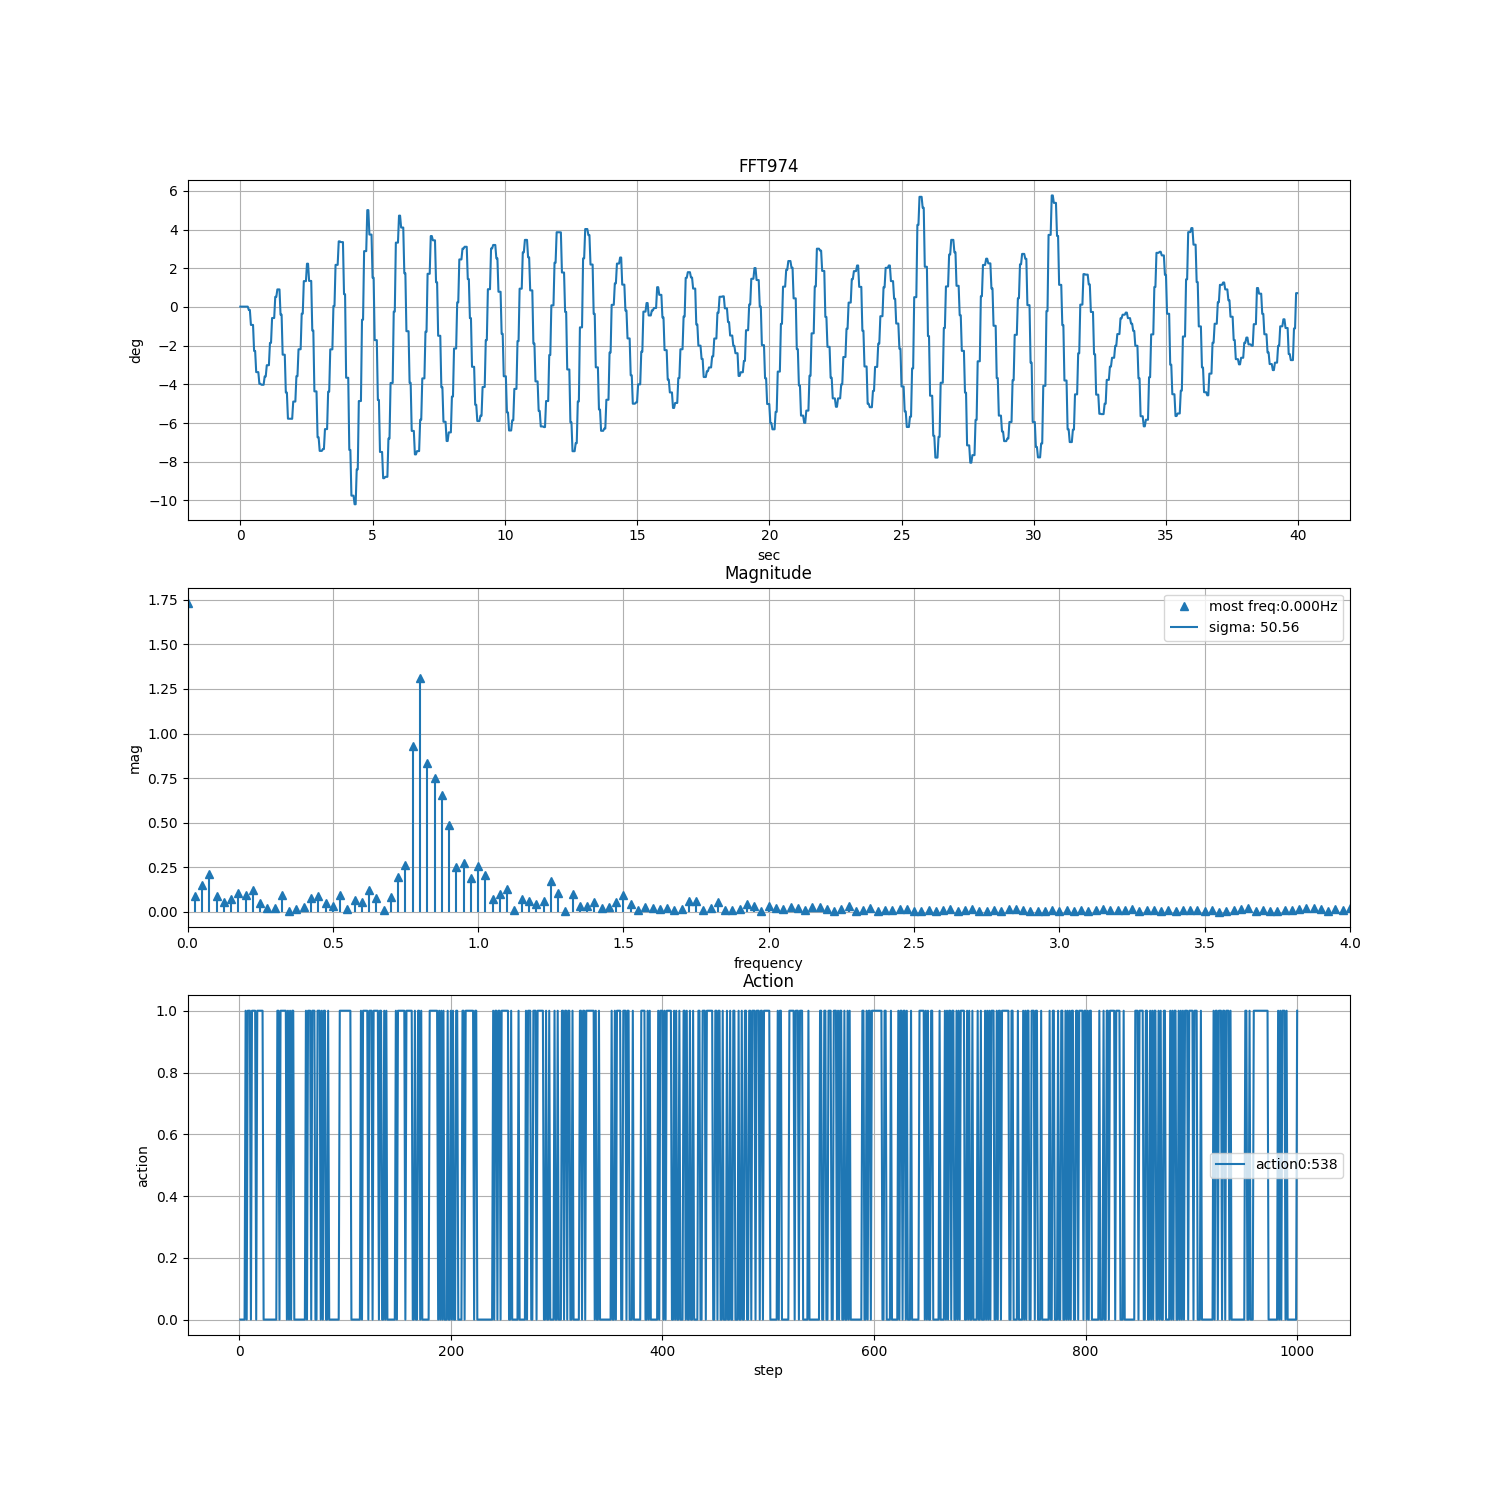 FFT974
6
4
2
0
−2
−4
−6
−8
−10
deg
0 5 10 15 20 25 30 35 40
sec
Magnitude
1.75
1.50
1.25
1.00
0.75
0.50
0.25
0.00
mag
most freq:0.000Hz
sigma: 50.56
0.0 0.5 1.0 1.5 2.0 2.5 3.0 3.5 4.0
frequency
Action
1.0
0.8
0.6
0.4
0.2
0.0
action
action0:538
0 200 400 600 800 1000
step